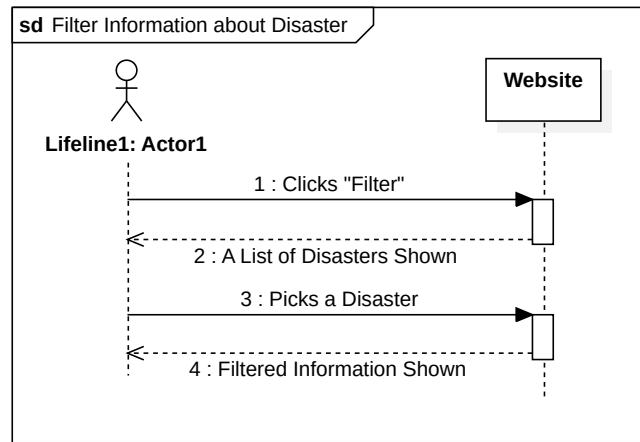 sd Filter Information about Disaster
Website
Lifeline1: Actor1
1 : Clicks "Filter"
2 : A List of Disasters Shown
3 : Picks a Disaster
4 : Filtered Information Shown